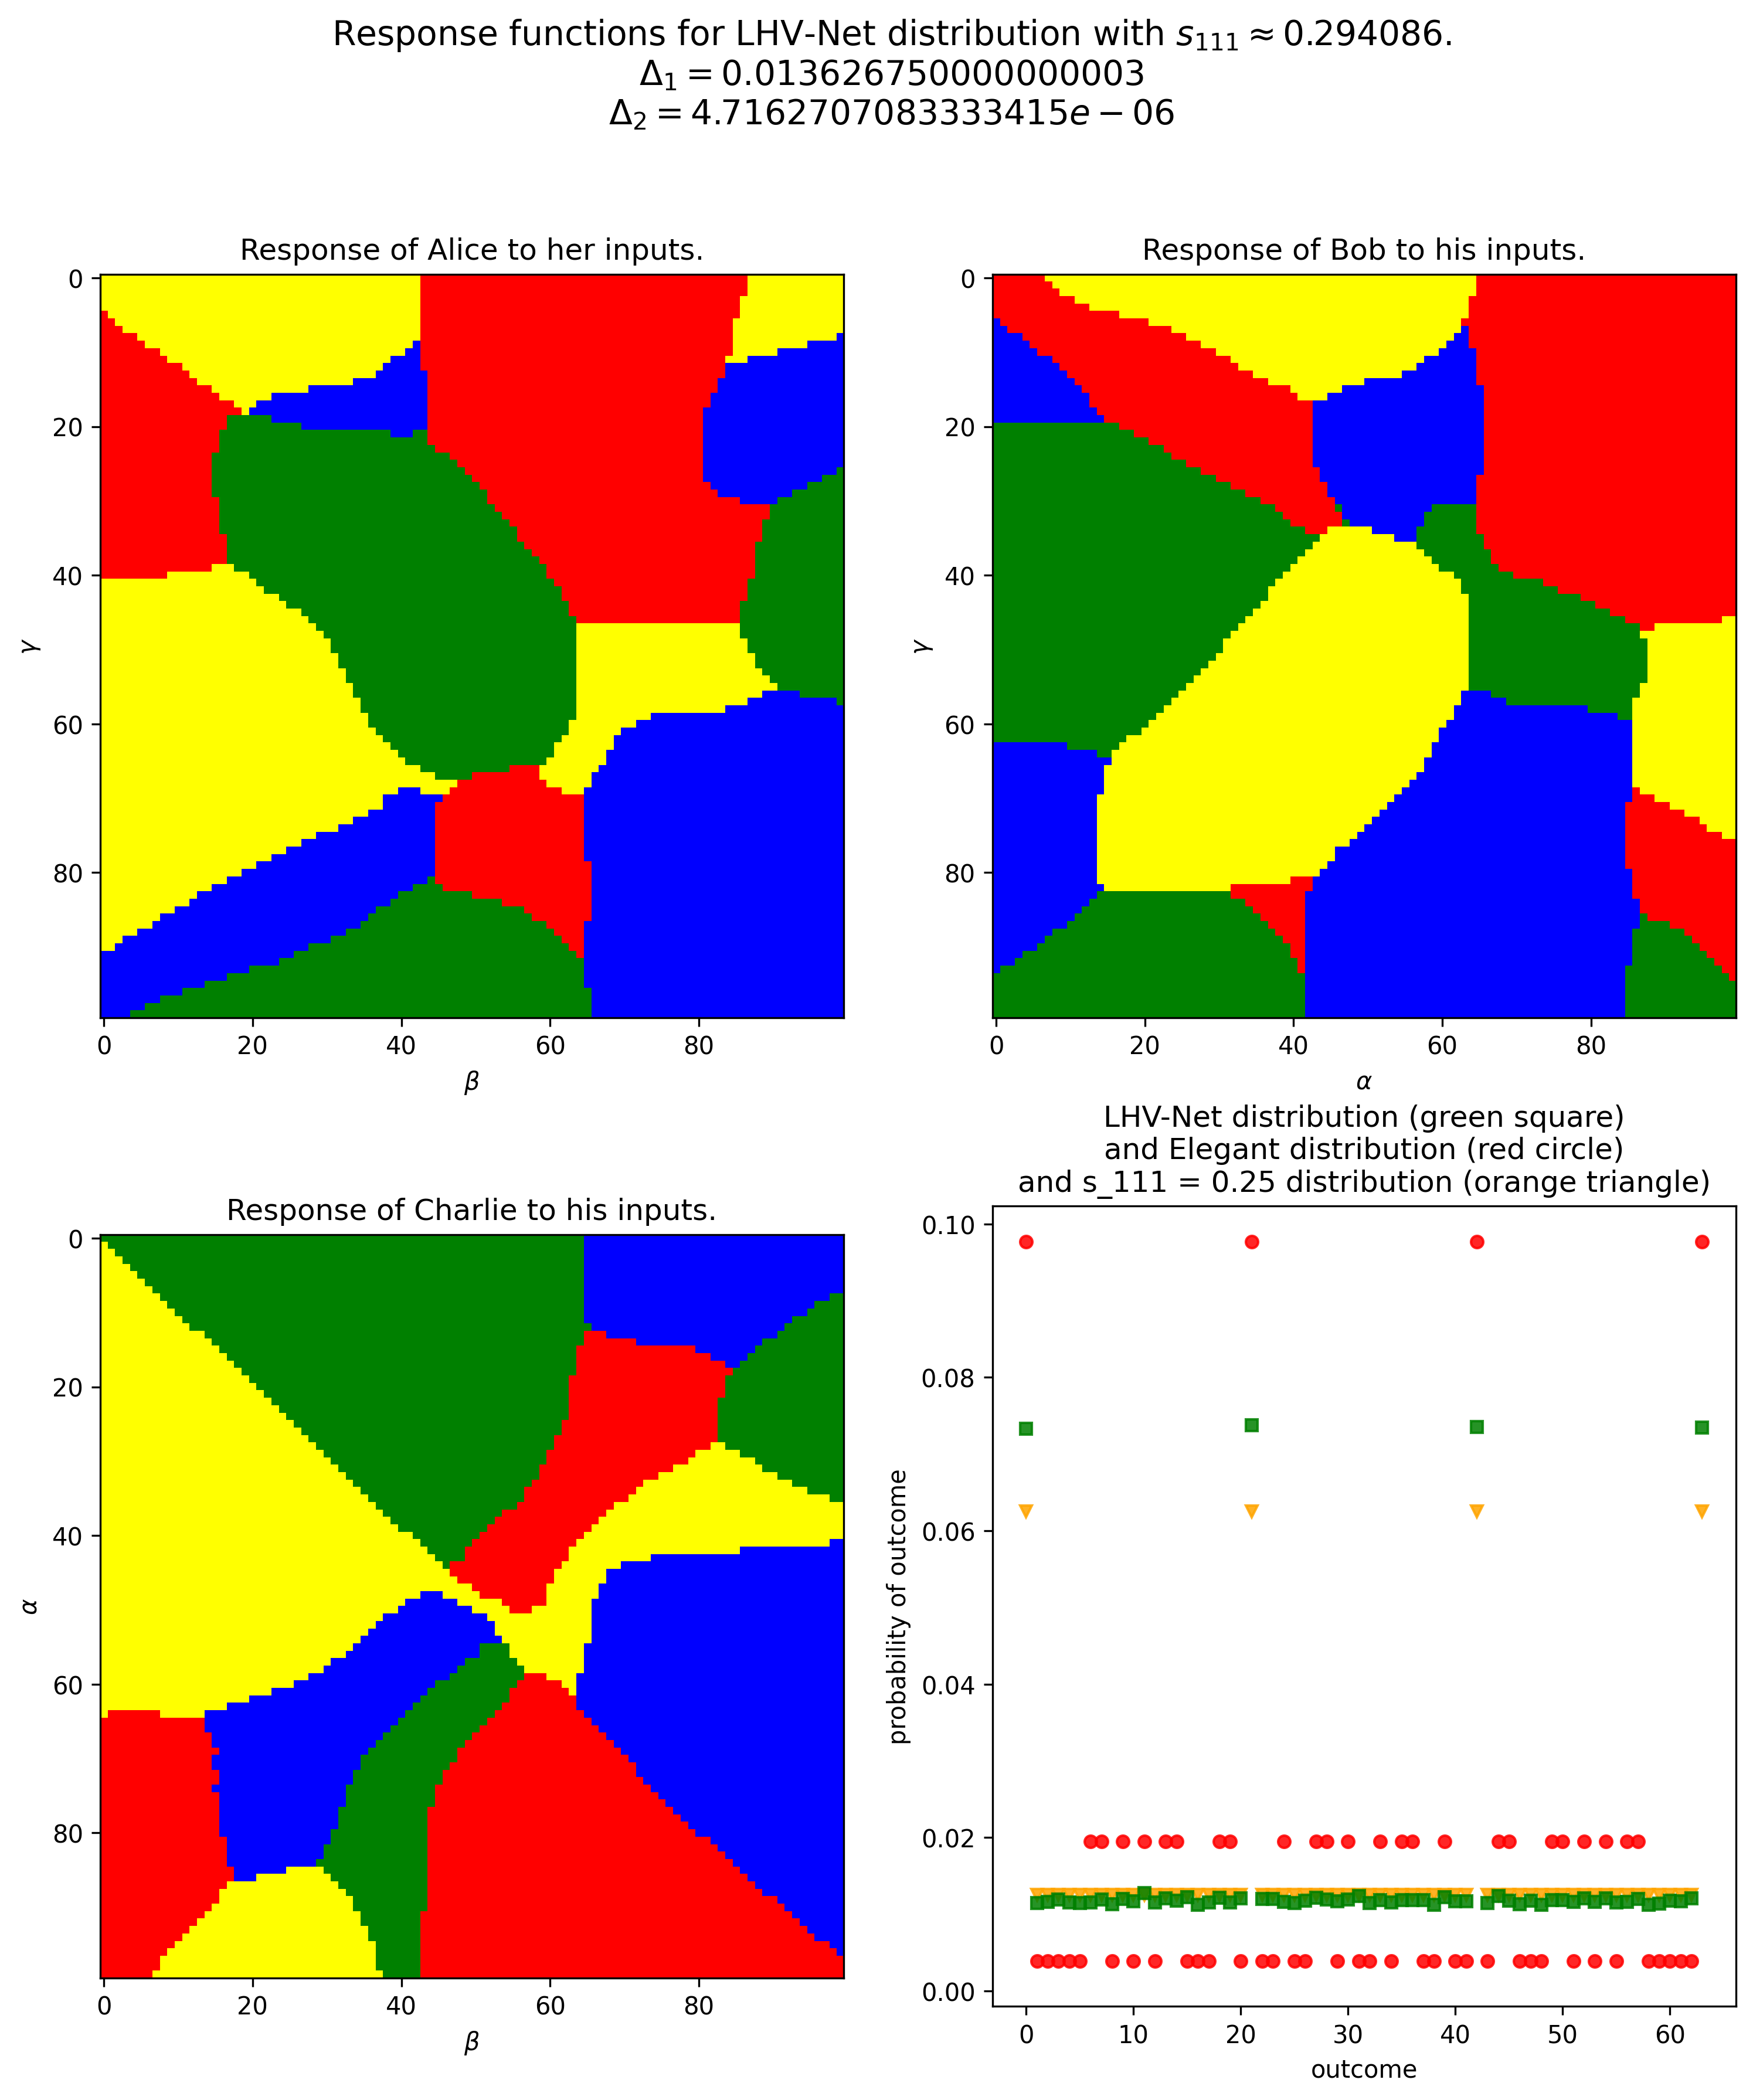 Response functions for LHV-Net distribution with s₁₁₁ ≈ 0.294086.
Δ₁ = 0.013626750000000003
Δ₂ = 4.7162707083333415e − 06
Response of Alice to her inputs.
0
20
40
60
80
γ
0
20
40
60
80
β
Response of Bob to his inputs.
0
20
40
60
80
γ
0
20
40
60
80
α
Response of Charlie to his inputs.
0
20
40
60
80
α
0
20
40
60
80
β
LHV-Net distribution (green square)
and Elegant distribution (red circle)
and s_111 = 0.25 distribution (orange triangle)
0.10
0.08
0.06
0.04
0.02
0.00
probability of outcome
0
10
20
30
40
50
60
outcome